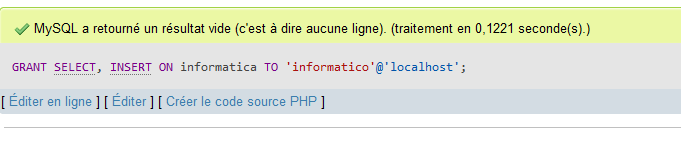 MySQL a retourné un résultat vide (c'est à dire aucune ligne). (traitement en 0,1221 seconde(s).)
GRANT SELECT, INSERT ON informatica TO 'informatico'@'localhost';
[ Éditer en ligne ] [ Éditer ] [ Créer le code source PHP ]